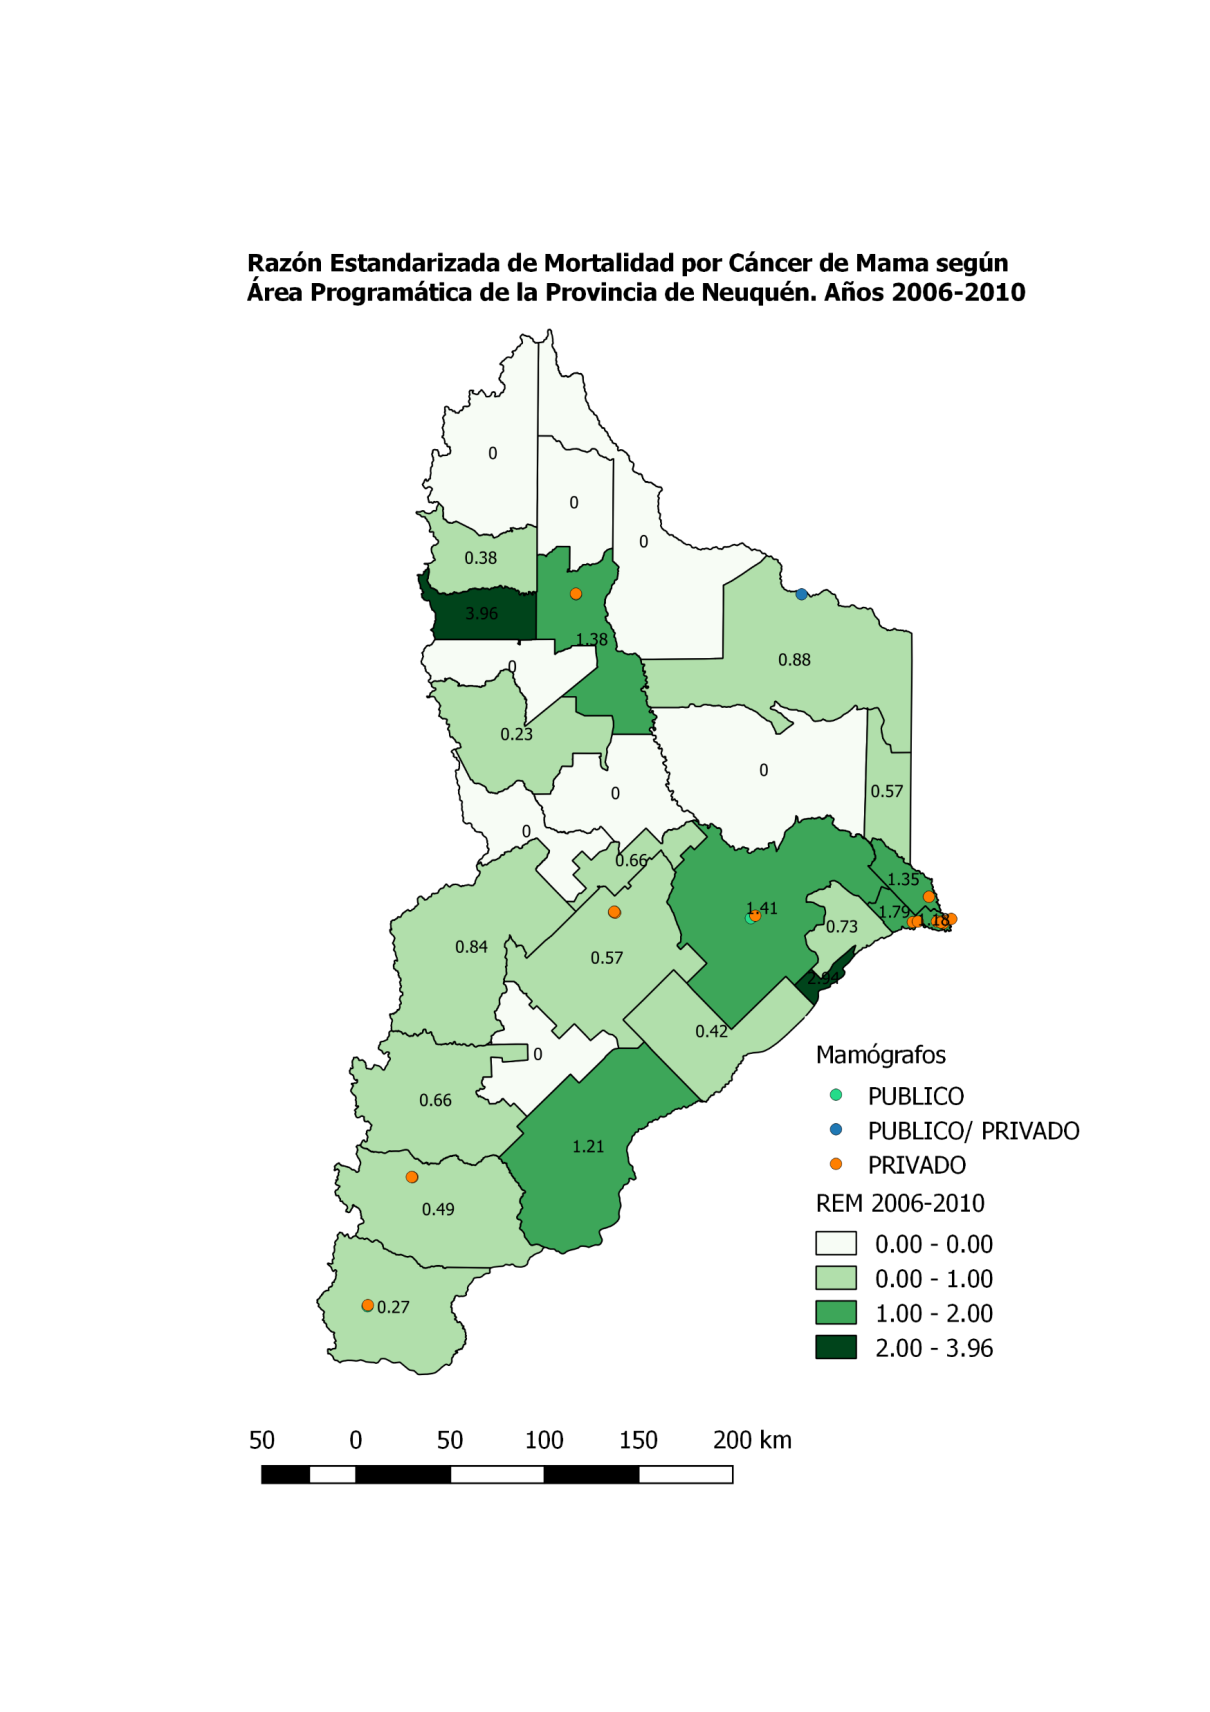 Razón Estandarizada de Mortalidad por Cáncer de Mama según
Área Programática de la Provincia de Neuquén. Años 2006-2010
0
0
0
0.38
3.96
1.38
0
0.88
0.23
0
0
0.57
0
0.66
1.35
1.41
1.79
1.18
0.73
0.84
0.57
2.94
0.42
0
0.66
1.21
0.49
0.27
Mamógrafos
PUBLICO
PUBLICO/ PRIVADO
PRIVADO
REM 2006-2010
0.00 - 0.00
0.00 - 1.00
1.00 - 2.00
2.00 - 3.96
50 0 50 100 150 200 km